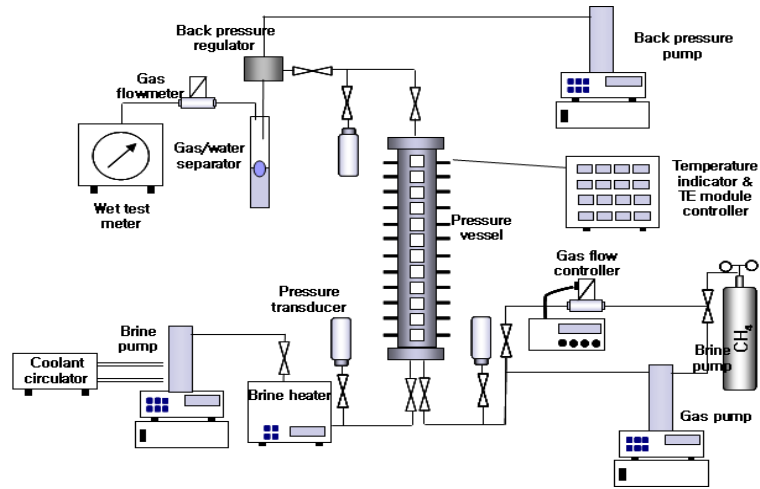 Back pressure
regulator
Back pressure
pump
Gas
flowmeter
Gas/water
separator
Wet test
meter
Temperature
indicator &
TE module
controller
Pressure
vessel
Gas flow
controller
Pressure
transducer
Brine
pump
Coolant
circulator
Brine heater
CH4
Brine
pump
Gas pump